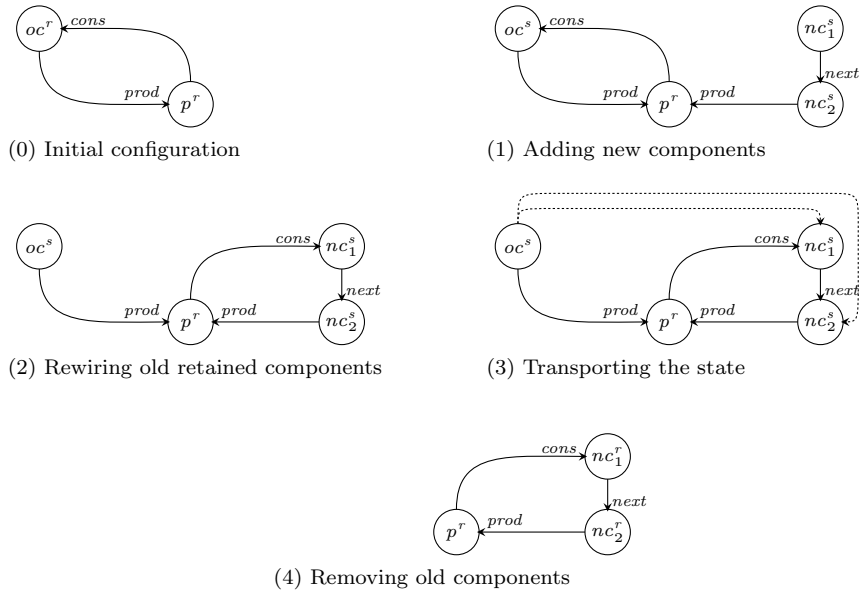 oc^r cons
prod p^r
(0) Initial configuration
oc^s cons nc_1^s
next
prod p^r prod nc_2^s
(1) Adding new components
oc^s cons nc_1^s
next
prod p^r prod nc_2^s
(2) Rewiring old retained components
oc^s cons nc_1^s
next
prod p^r prod nc_2^s
(3) Transporting the state
cons nc_1^r
next
p^r prod nc_2^r
(4) Removing old components